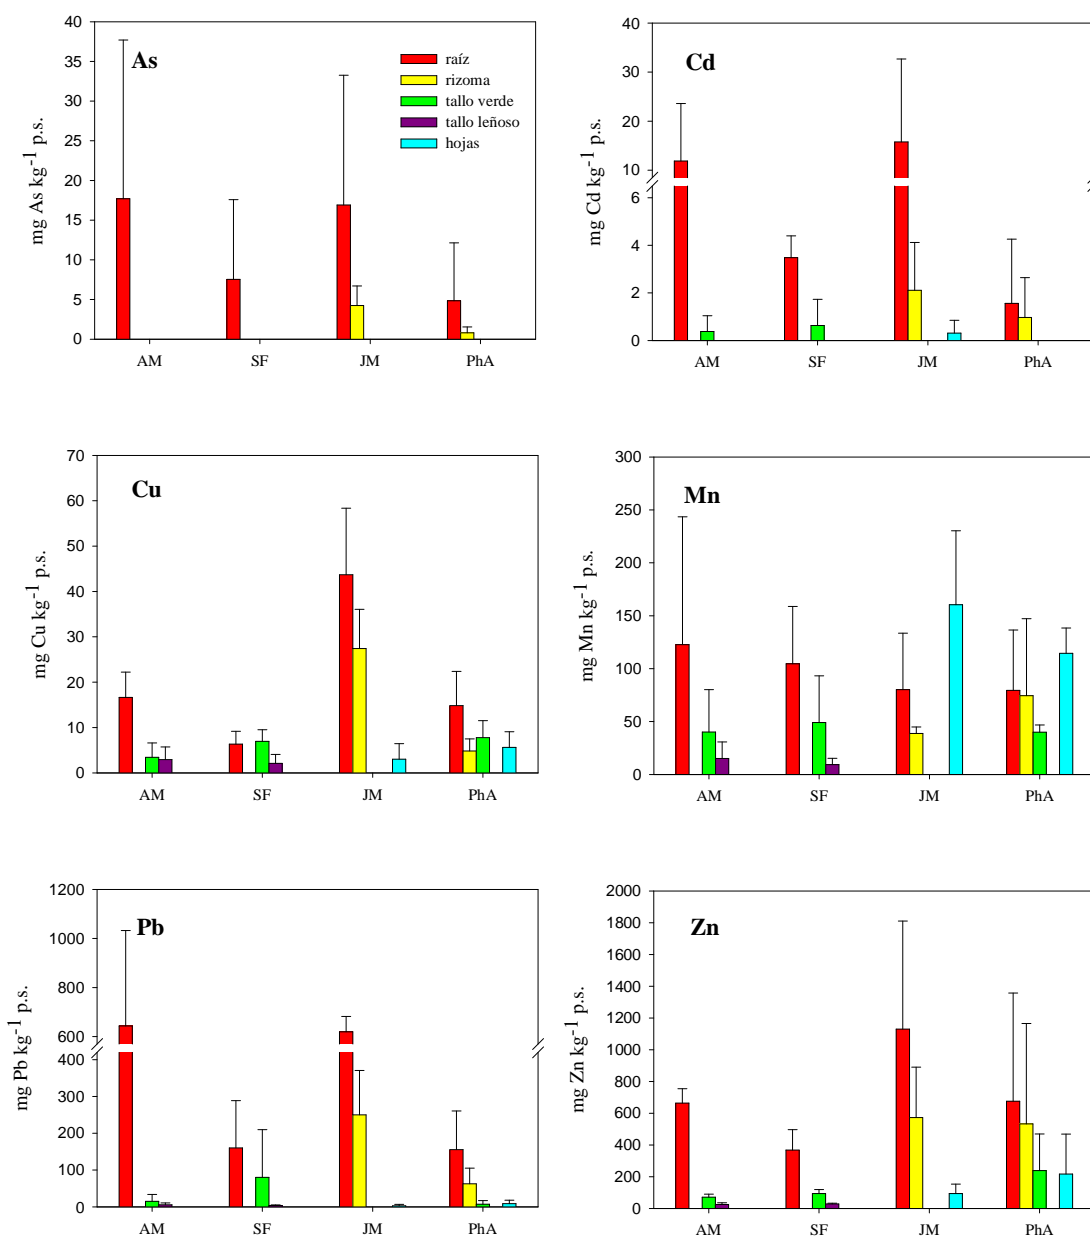 As
raíz
rizoma
tallo verde
tallo leñoso
hojas
mg As kg-1 p.s.
40
35
30
25
20
15
10
5
0
AM SF JM PhA
Cd
mg Cd kg-1 p.s.
40
30
20
10
6
4
2
0
AM SF JM PhA
Cu
mg Cu kg-1 p.s.
70
60
50
40
30
20
10
0
AM SF JM PhA
Mn
mg Mn kg-1 p.s.
300
250
200
150
100
50
0
AM SF JM PhA
Pb
mg Pb kg-1 p.s.
1200
1000
800
600
400
300
200
100
0
AM SF JM PhA
Zn
mg Zn kg-1 p.s.
2000
1800
1600
1400
1200
1000
800
600
400
200
0
AM SF JM PhA